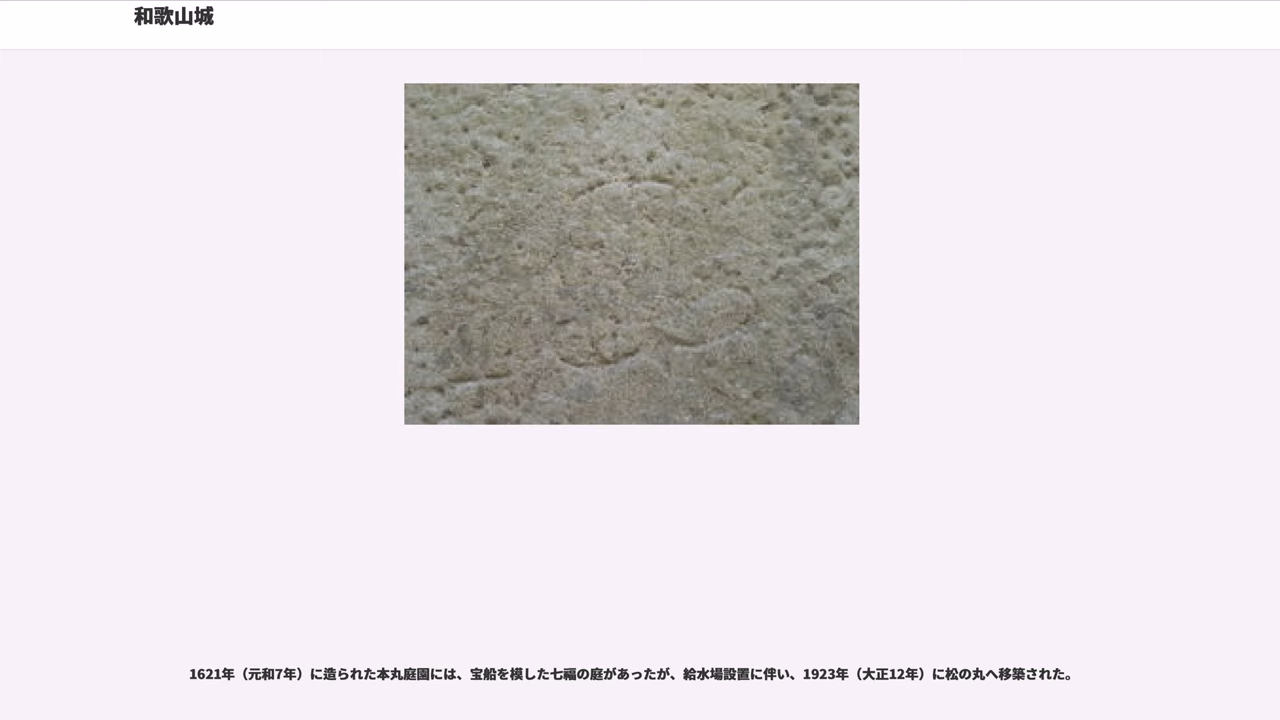 和歌山城
1621年（元和7年）に造られた本丸庭園には、宝船を模した七福の庭があったが、給水場設置に伴い、1923年（大正12年）に松の丸へ移築された。